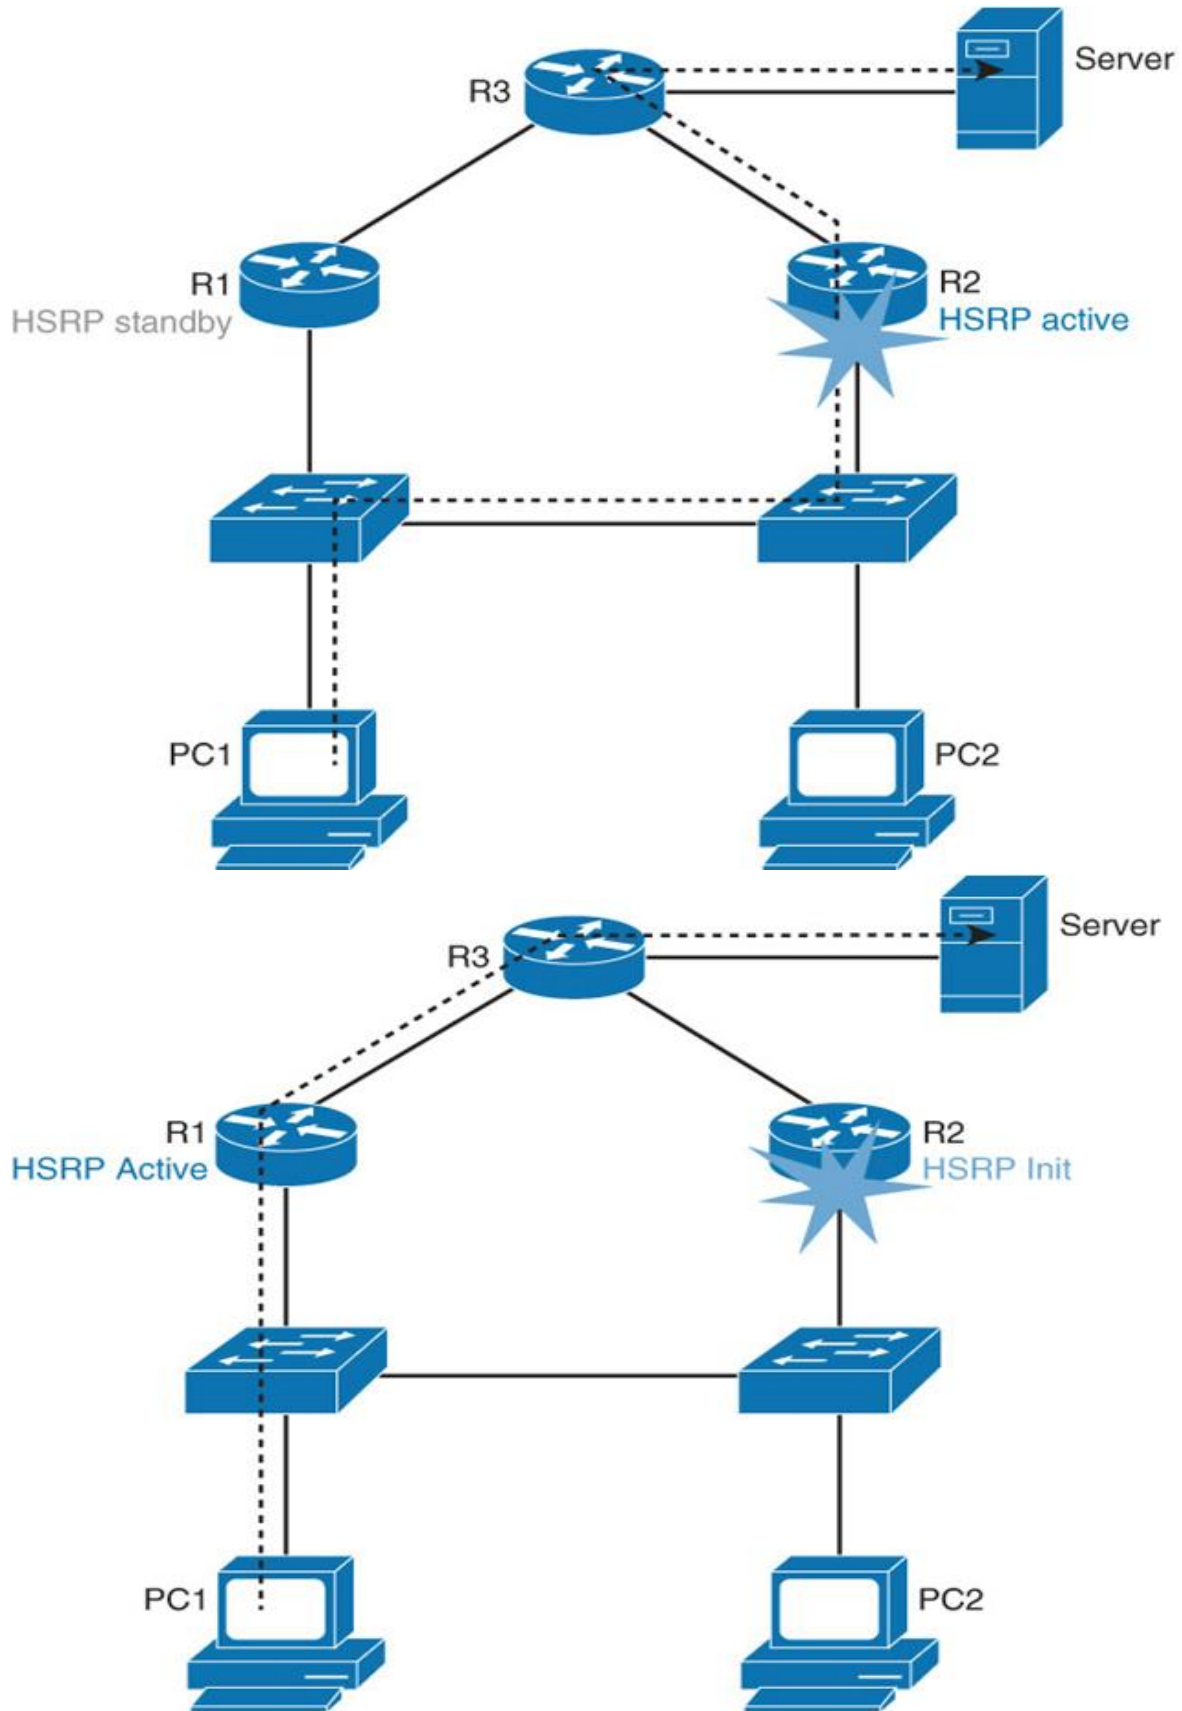 Server
R3
R1
HSRP standby
R2
HSRP active
PC1
PC2
Server
R3
R1
HSRP Active
R2
HSRP Init
PC1
PC2